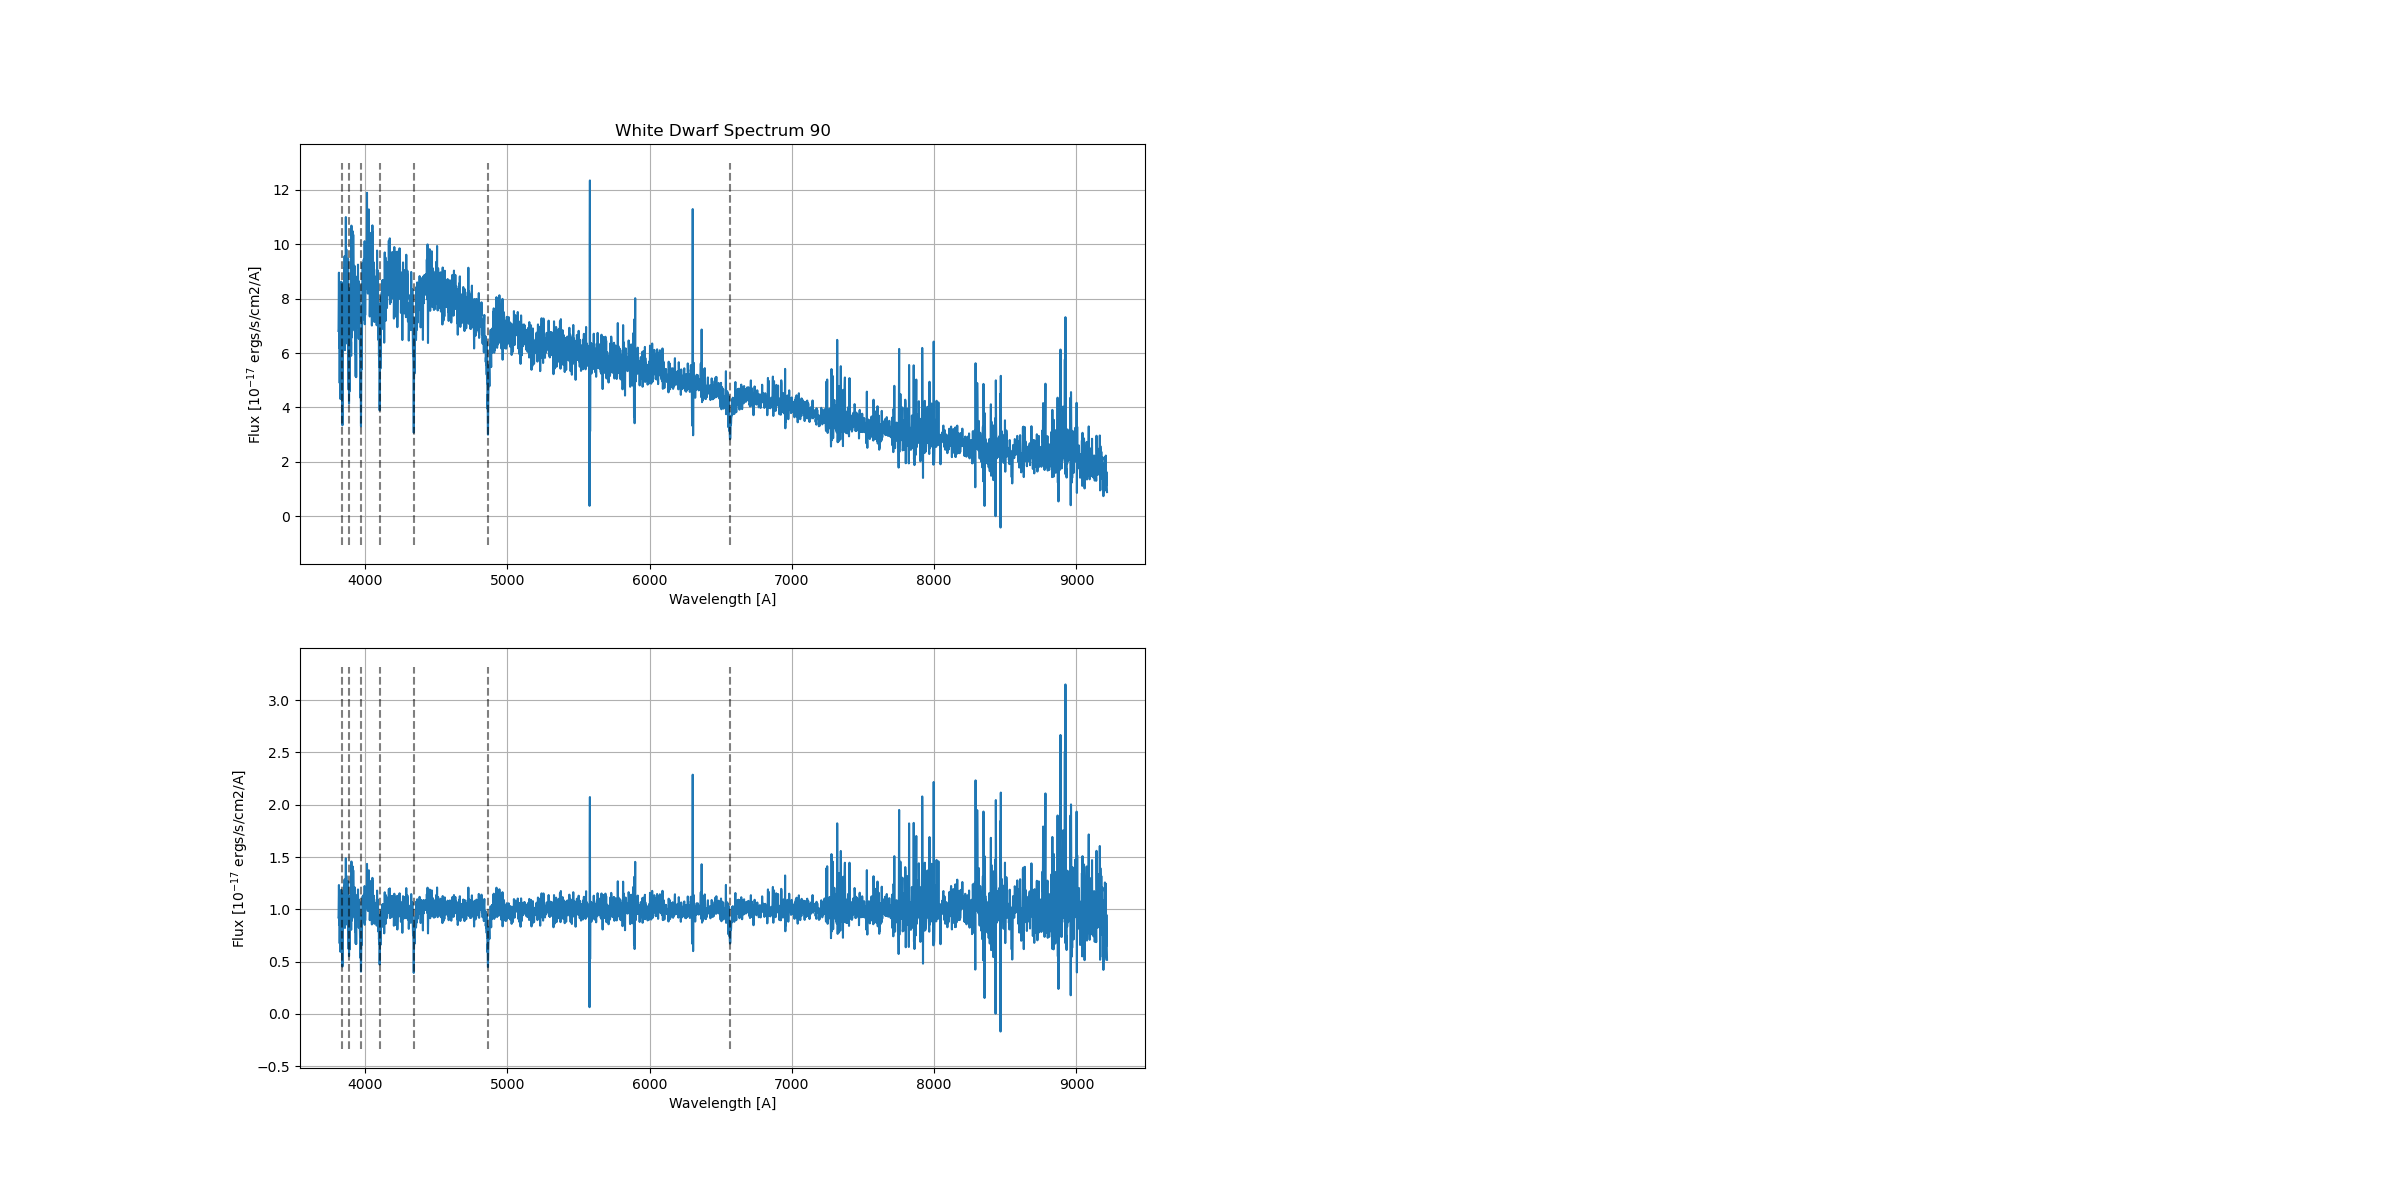 White Dwarf Spectrum 90
Flux [10⁻¹⁷ ergs/s/cm2/A]
12
10
8
6
4
2
0
4000 5000 6000 7000 8000 9000
Wavelength [A]
Flux [10⁻¹⁷ ergs/s/cm2/A]
3.0
2.5
2.0
1.5
1.0
0.5
0.0
−0.5
4000 5000 6000 7000 8000 9000
Wavelength [A]